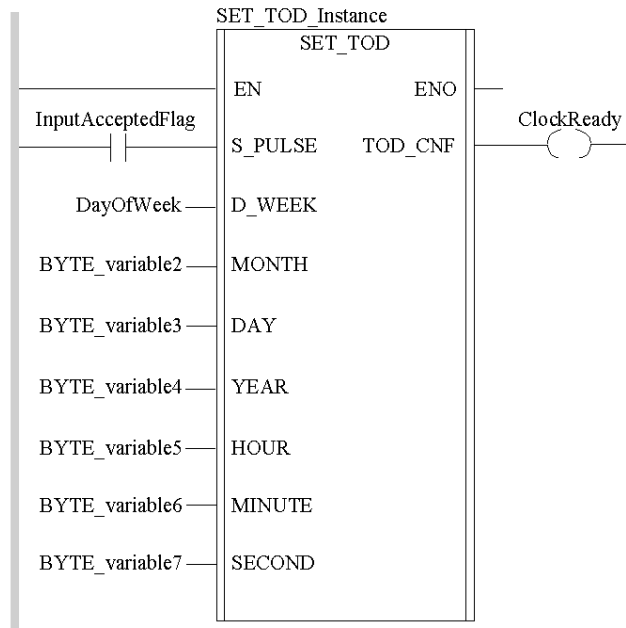 SET_TOD_Instance
SET_TOD
EN ENO
InputAcceptedFlag ClockReady
S_PULSE TOD_CNF
DayOfWeek D_WEEK
BYTE_variable2 MONTH
BYTE_variable3 DAY
BYTE_variable4 YEAR
BYTE_variable5 HOUR
BYTE_variable6 MINUTE
BYTE_variable7 SECOND